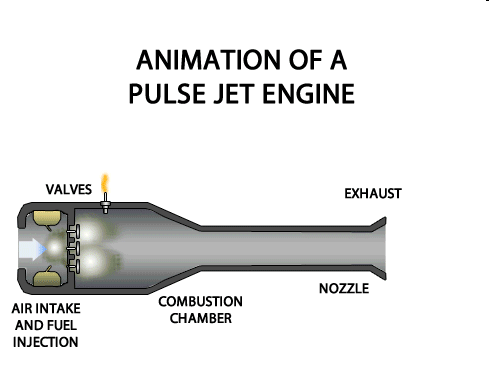 ANIMATION OF A
PULSE JET ENGINE
VALVES
EXHAUST
AIR INTAKE
AND FUEL
INJECTION
COMBUSTION
CHAMBER
NOZZLE